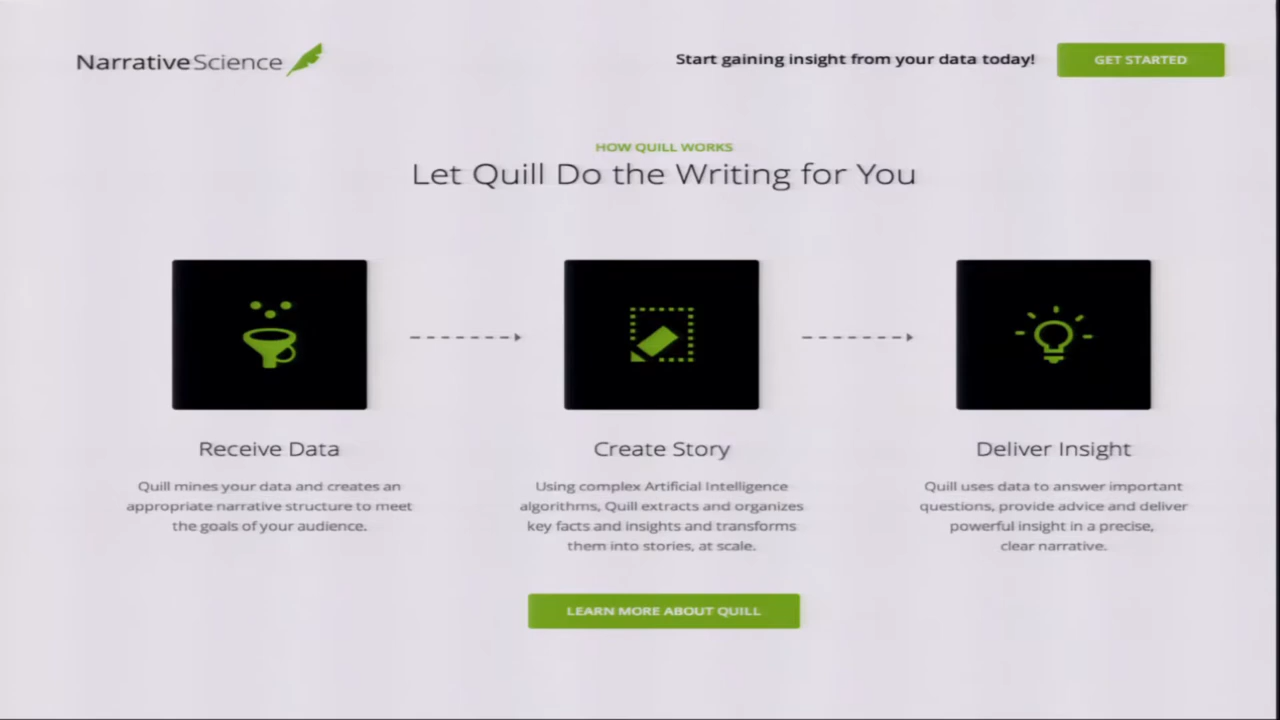 NarrativeScience
Start gaining insight from your data today!
GET STARTED
HOW QUILL WORKS
Let Quill Do the Writing for You
Receive Data
Quill mines your data and creates an
appropriate narrative structure to meet
the goals of your audience.
Create Story
Using complex Artificial Intelligence
algorithms, Quill extracts and organizes
key facts and insights and transforms
them into stories, at scale.
Deliver Insight
Quill uses data to answer important
questions, provide advice and deliver
powerful insight in a precise,
clear narrative.
LEARN MORE ABOUT QUILL